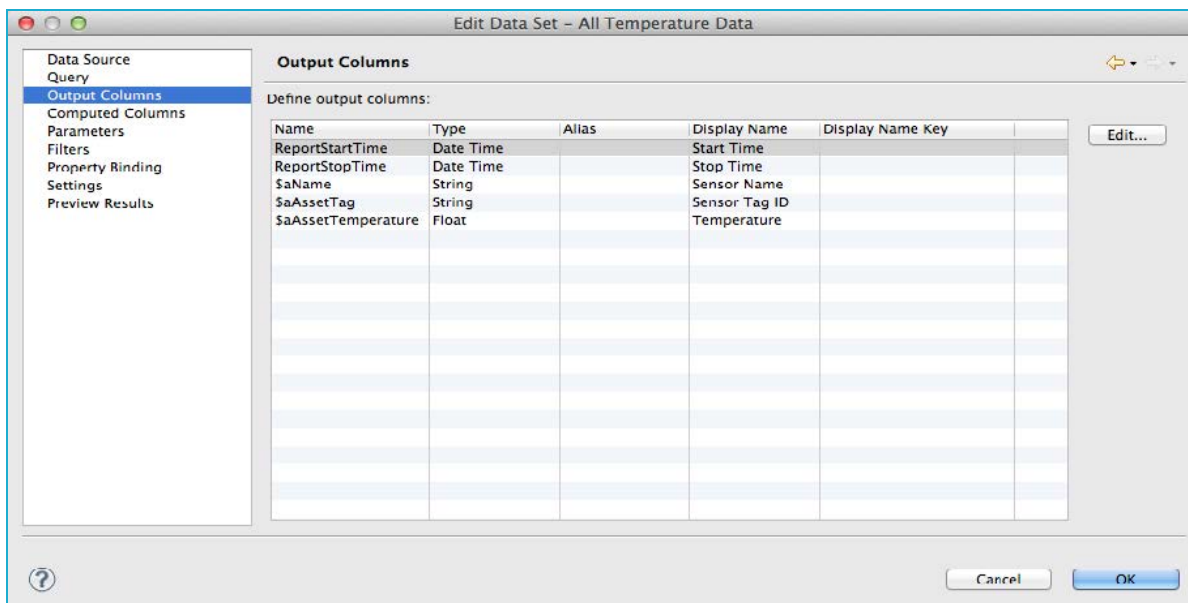 Edit Data Set – All Temperature Data
Data Source
Query
Output Columns
Computed Columns
Parameters
Filters
Property Binding
Settings
Preview Results
Output Columns
Define output columns:
Name Type Alias Display Name Display Name Key
ReportStartTime Date Time Start Time
ReportStopTime Date Time Stop Time
$aName String Sensor Name
$aAssetTag String Sensor Tag ID
$aAssetTemperature Float Temperature
Edit...
?
Cancel
OK